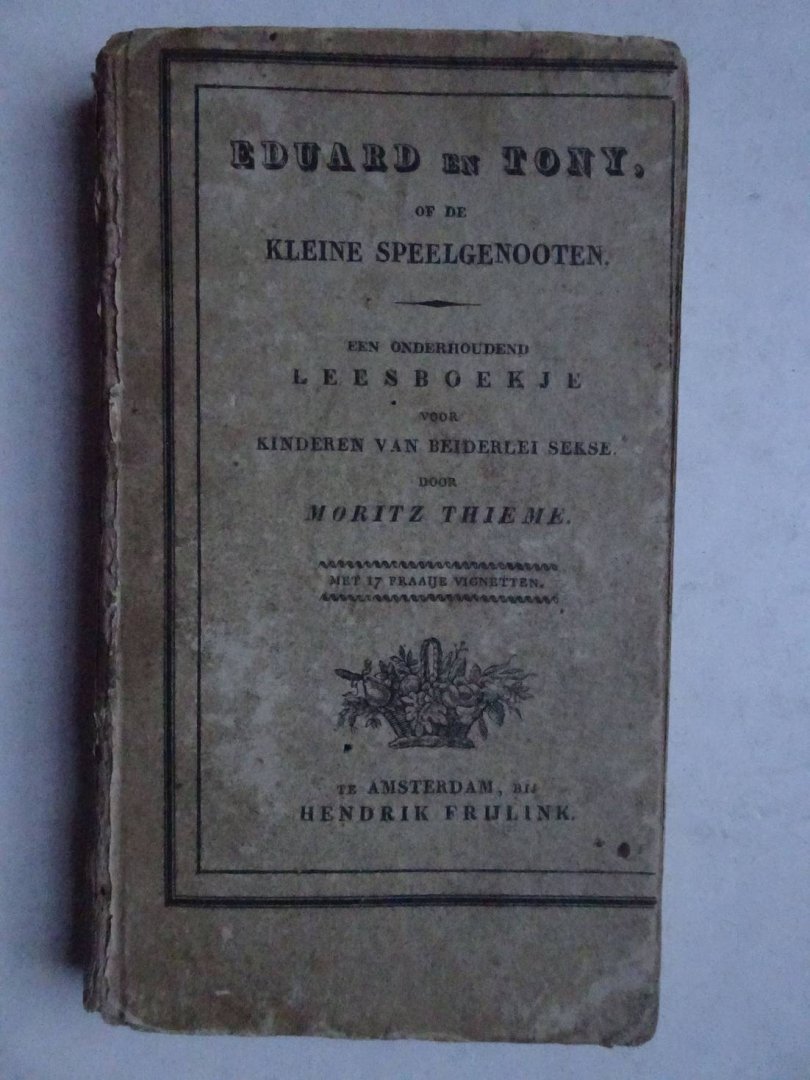 EDUARD EN TONY,
OF DE
KLEINE SPEELGENOOTEN.
EEN ONDERHOUDEND
LEESBOEKJE
VOOR
KINDEREN VAN BEIDERLEI SEKSE.
DOOR
MORITZ THIEME.
MET 17 FRAAIJE VIGNETTEN.
TE AMSTERDAM, BIJ
HENDRIK FRIJLINK.